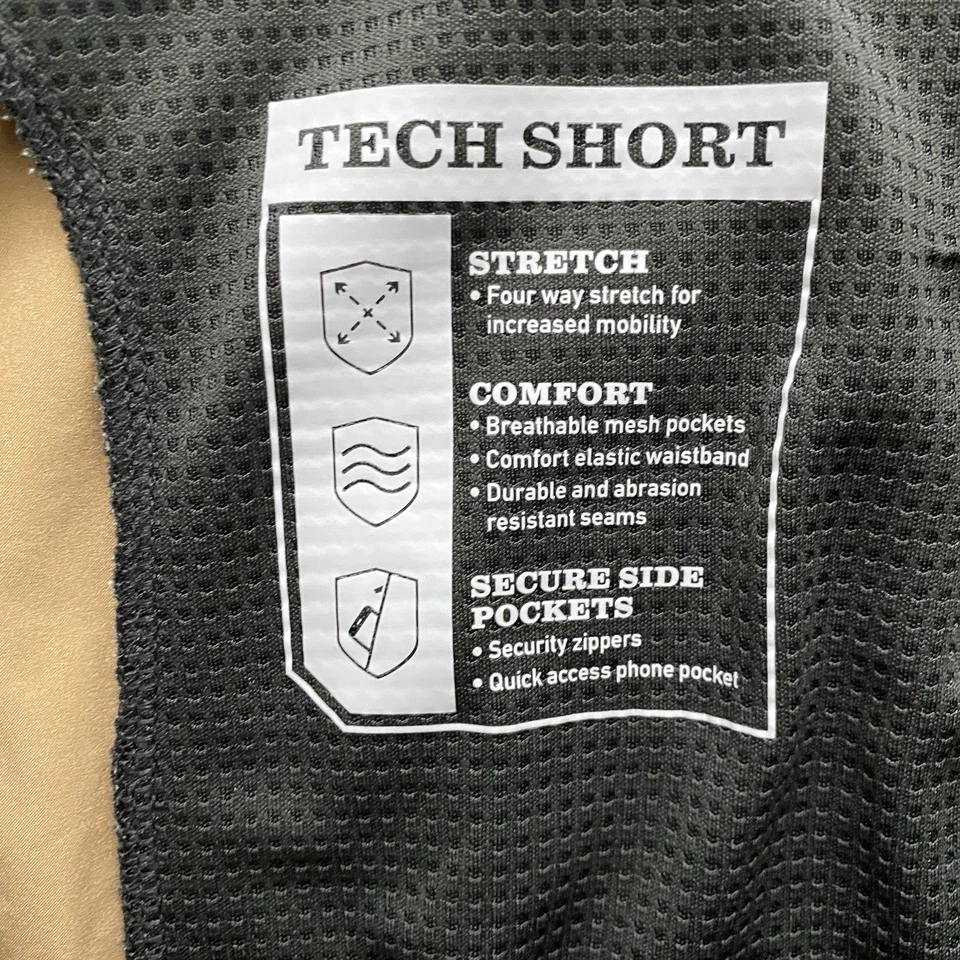 TECH SHORT
STRETCH
• Four way stretch for
increased mobility
COMFORT
• Breathable mesh pockets
• Comfort elastic waistband
• Durable and abrasion
resistant seams
SECURE SIDE
POCKETS
• Security zippers
• Quick access phone pocket